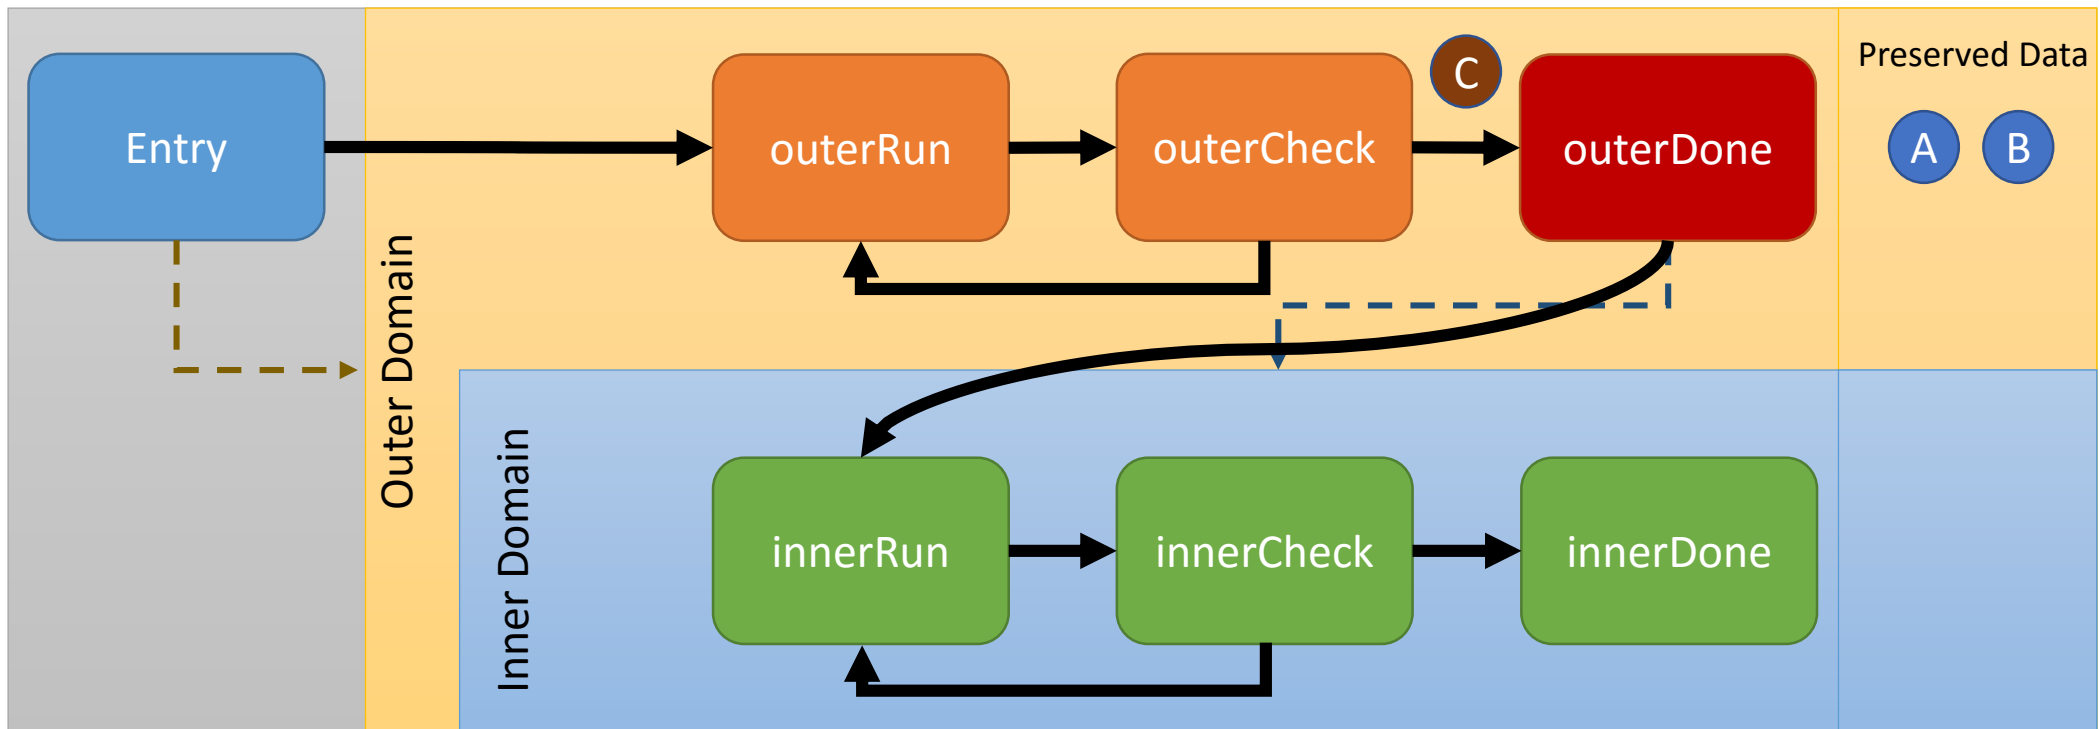 Entry
outerRun
outerCheck
C
outerDone
Preserved Data
A
B
Outer Domain
Inner Domain
innerRun
innerCheck
innerDone